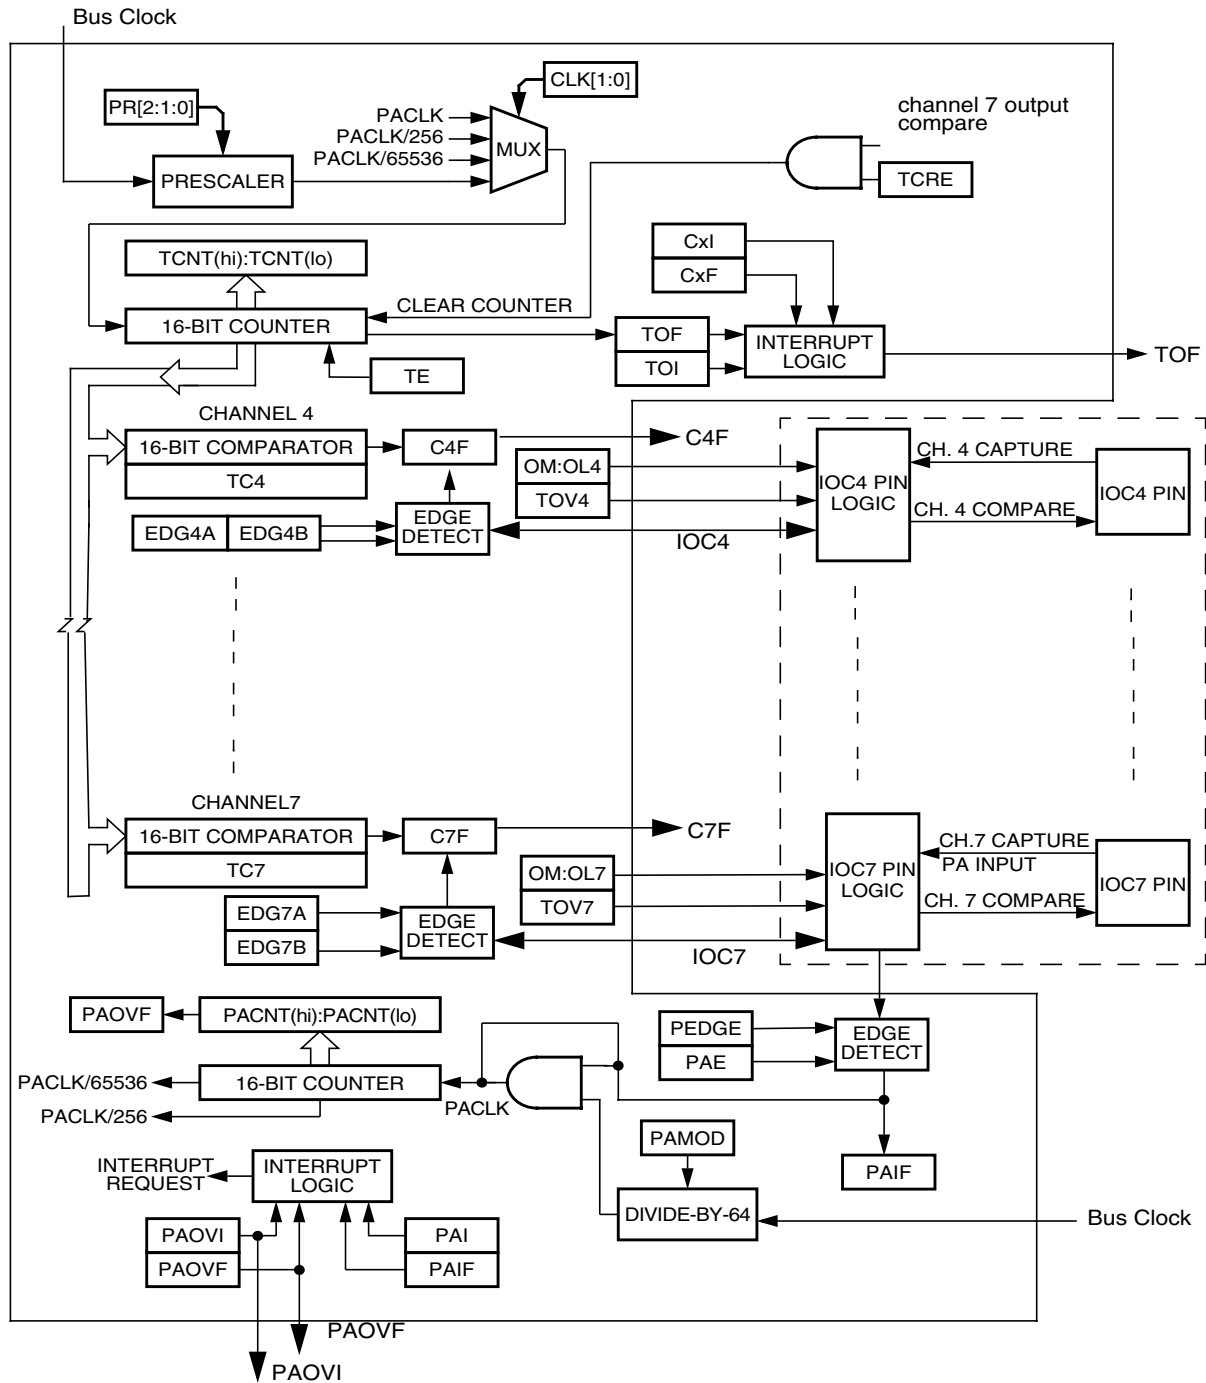 Bus Clock
CLK[1:0]
PR[2:1:0]
PACLK
PACLK/256
PACLK/65536
MUX
channel 7 output
compare
PRESCALER
TCRE
TCNT(hi):TCNT(lo)
CxI
CxF
CLEAR COUNTER
16-BIT COUNTER
TOF
TOI
INTERRUPT
LOGIC
TOF
TE
CHANNEL 4
16-BIT COMPARATOR
TC4
C4F
C4F
OM:OL4
TOV4
IOC4 PIN
LOGIC
CH. 4 CAPTURE
CH. 4 COMPARE
IOC4 PIN
EDG4A
EDG4B
EDGE
DETECT
IOC4
CHANNEL7
16-BIT COMPARATOR
TC7
C7F
C7F
OM:OL7
TOV7
IOC7 PIN
LOGIC
CH.7 CAPTURE
PA INPUT
CH. 7 COMPARE
IOC7 PIN
EDG7A
EDG7B
EDGE
DETECT
IOC7
PAOVF
PACNT(hi):PACNT(lo)
PEDGE
PAE
EDGE
DETECT
PACLK/65536
16-BIT COUNTER
PACLK
PACLK/256
PAMOD
PAIF
INTERRUPT
REQUEST
INTERRUPT
LOGIC
DIVIDE-BY-64
Bus Clock
PAOVI
PAOVF
PAI
PAIF
PAOVF
PAOVI